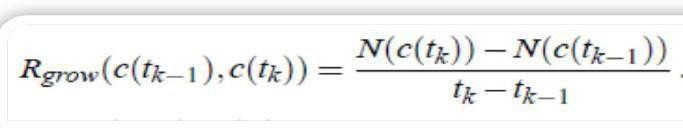 R_{grow}(c(t_{k-1}),c(t_k)) = \frac{N(c(t_k)) - N(c(t_{k-1}))}{t_k - t_{k-1}} .